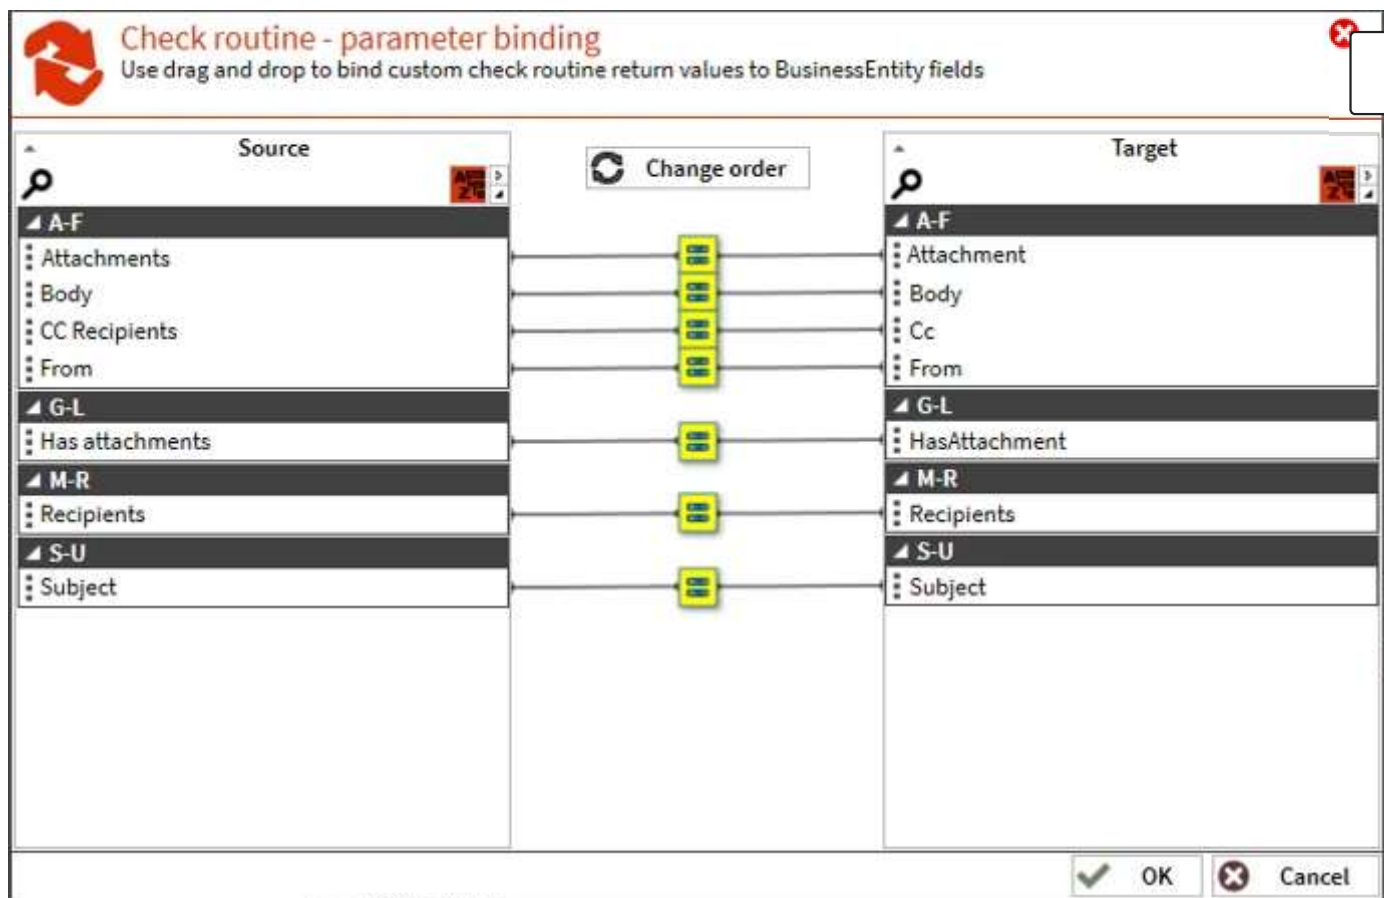 Check routine - parameter binding
Use drag and drop to bind custom check routine return values to BusinessEntity fields
Source
Change order
Target
A-F
Attachments
Body
CC Recipients
From
G-L
Has attachments
M-R
Recipients
S-U
Subject
A-F
Attachment
Body
Cc
From
G-L
HasAttachment
M-R
Recipients
S-U
Subject
OK
Cancel